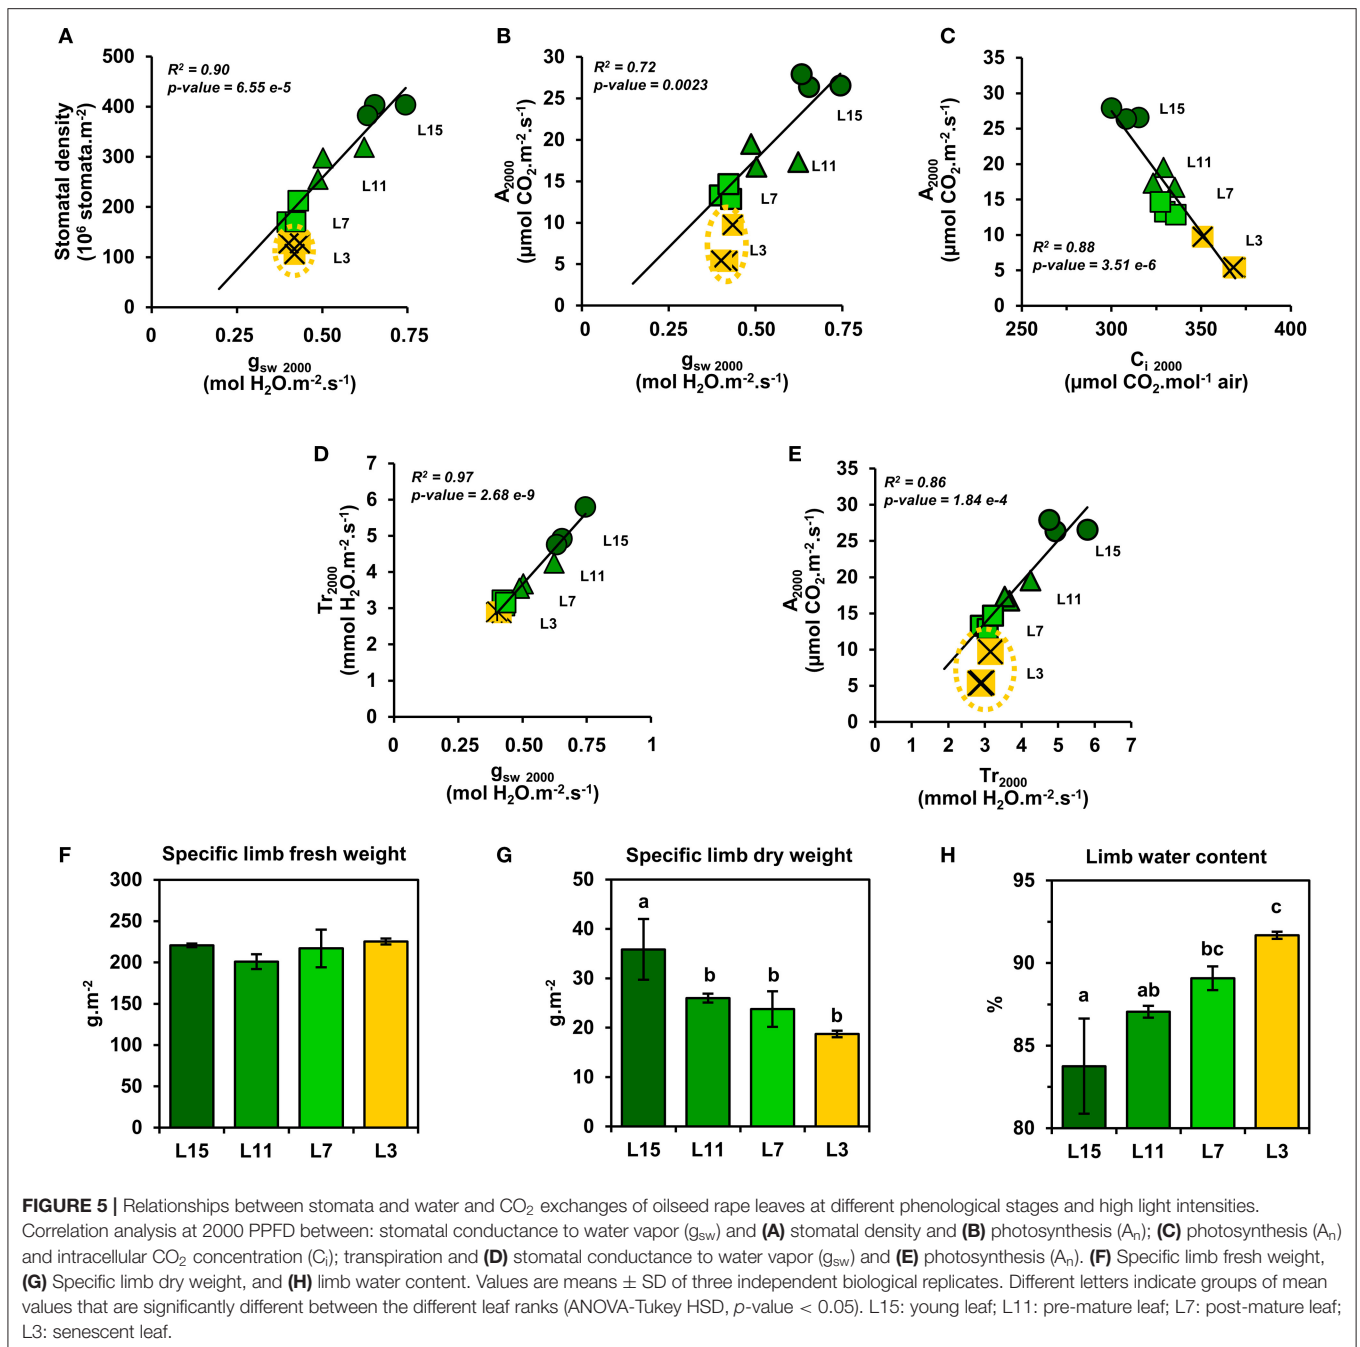 A
500
400
300
200
100
0
Stomatal density
(10⁶ stomata.m⁻²)
R² = 0.90
p-value = 6.55 e-5
L15
L11
L7
L3
0
0.25
0.50
0.75
g_sw 2000
(mol H₂O.m⁻².s⁻¹)
B
30
25
20
15
10
5
0
A₂₀₀₀
(µmol CO₂.m⁻².s⁻¹)
R² = 0.72
p-value = 0.0023
L15
L11
L7
L3
0
0.25
0.50
0.75
g_sw 2000
(mol H₂O.m⁻².s⁻¹)
C
35
30
25
20
15
10
5
0
A₂₀₀₀
(µmol CO₂.m⁻².s⁻¹)
L15
L11
L7
L3
R² = 0.88
p-value = 3.51 e-6
250
300
350
400
C_i 2000
(µmol CO₂.mol⁻¹ air)
D
7
6
5
4
3
2
1
0
Tr₂₀₀₀
(mmol H₂O.m⁻².s⁻¹)
R² = 0.97
p-value = 2.68 e-9
L15
L11
L7
L3
0
0.25
0.50
0.75
1
g_sw 2000
(mol H₂O.m⁻².s⁻¹)
E
35
30
25
20
15
10
5
0
A₂₀₀₀
(µmol CO₂.m⁻².s⁻¹)
R² = 0.86
p-value = 1.84 e-4
L15
L11
L7
L3
0 1 2 3 4 5 6 7
Tr₂₀₀₀
(mmol H₂O.m⁻².s⁻¹)
F
Specific limb fresh weight
300
250
200
150
100
50
0
g.m⁻²
L15 L11 L7 L3
G
Specific limb dry weight
50
40
30
20
10
0
g.m⁻²
a
b
b
b
L15 L11 L7 L3
H
Limb water content
95
90
85
80
%
a
ab
bc
c
L15 L11 L7 L3
FIGURE 5 | Relationships between stomata and water and CO₂ exchanges of oilseed rape leaves at different phenological stages and high light intensities.
Correlation analysis at 2000 PPFD between: stomatal conductance to water vapor (g_sw) and (A) stomatal density and (B) photosynthesis (A_n); (C) photosynthesis (A_n)
and intracellular CO₂ concentration (C_i); transpiration and (D) stomatal conductance to water vapor (g_sw) and (E) photosynthesis (A_n). (F) Specific limb fresh weight,
(G) Specific limb dry weight, and (H) limb water content. Values are means ± SD of three independent biological replicates. Different letters indicate groups of mean
values that are significantly different between the different leaf ranks (ANOVA-Tukey HSD, p-value < 0.05). L15: young leaf; L11: pre-mature leaf; L7: post-mature leaf;
L3: senescent leaf.